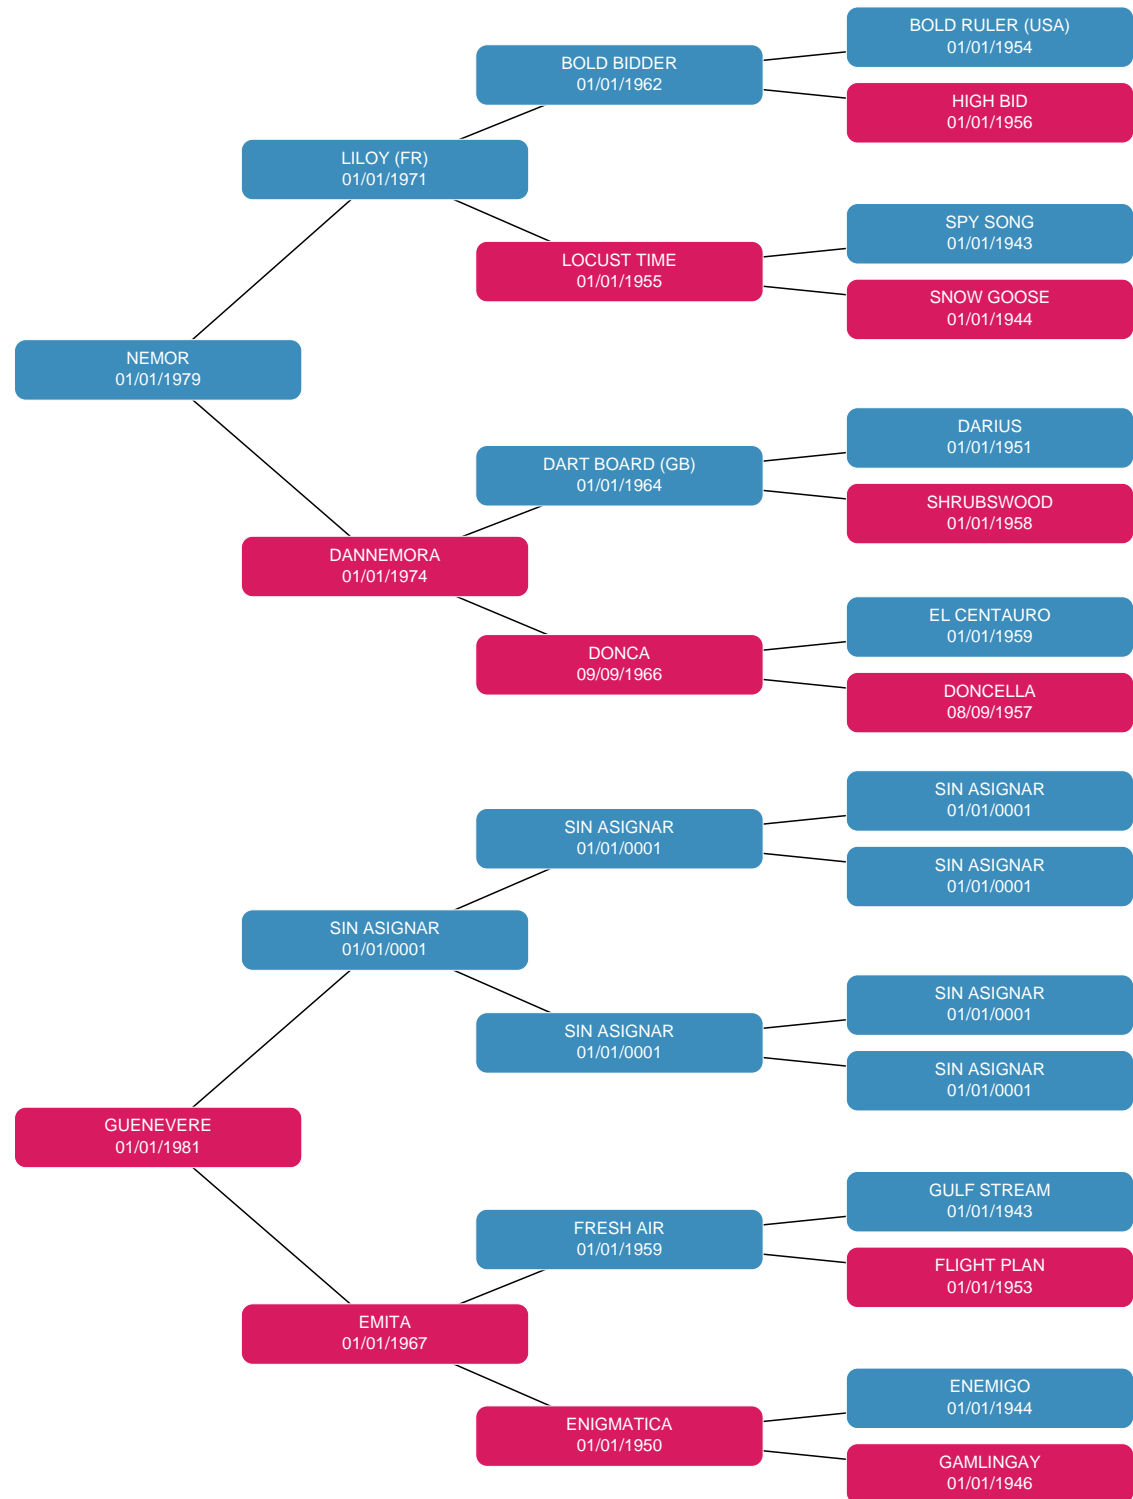 BOLD RULER (USA)
01/01/1954
BOLD BIDDER
01/01/1962
HIGH BID
01/01/1956
LILOY (FR)
01/01/1971
SPY SONG
01/01/1943
LOCUST TIME
01/01/1955
SNOW GOOSE
01/01/1944
NEMOR
01/01/1979
DARIUS
01/01/1951
DART BOARD (GB)
01/01/1964
SHRUBSWOOD
01/01/1958
DANNEMORA
01/01/1974
EL CENTAURO
01/01/1959
DONCA
09/09/1966
DONCELLA
08/09/1957
SIN ASIGNAR
01/01/0001
SIN ASIGNAR
01/01/0001
SIN ASIGNAR
01/01/0001
SIN ASIGNAR
01/01/0001
SIN ASIGNAR
01/01/0001
SIN ASIGNAR
01/01/0001
SIN ASIGNAR
01/01/0001
GUENEVERE
01/01/1981
GULF STREAM
01/01/1943
FRESH AIR
01/01/1959
FLIGHT PLAN
01/01/1953
EMITA
01/01/1967
ENEMIGO
01/01/1944
ENIGMATICA
01/01/1950
GAMLINGAY
01/01/1946